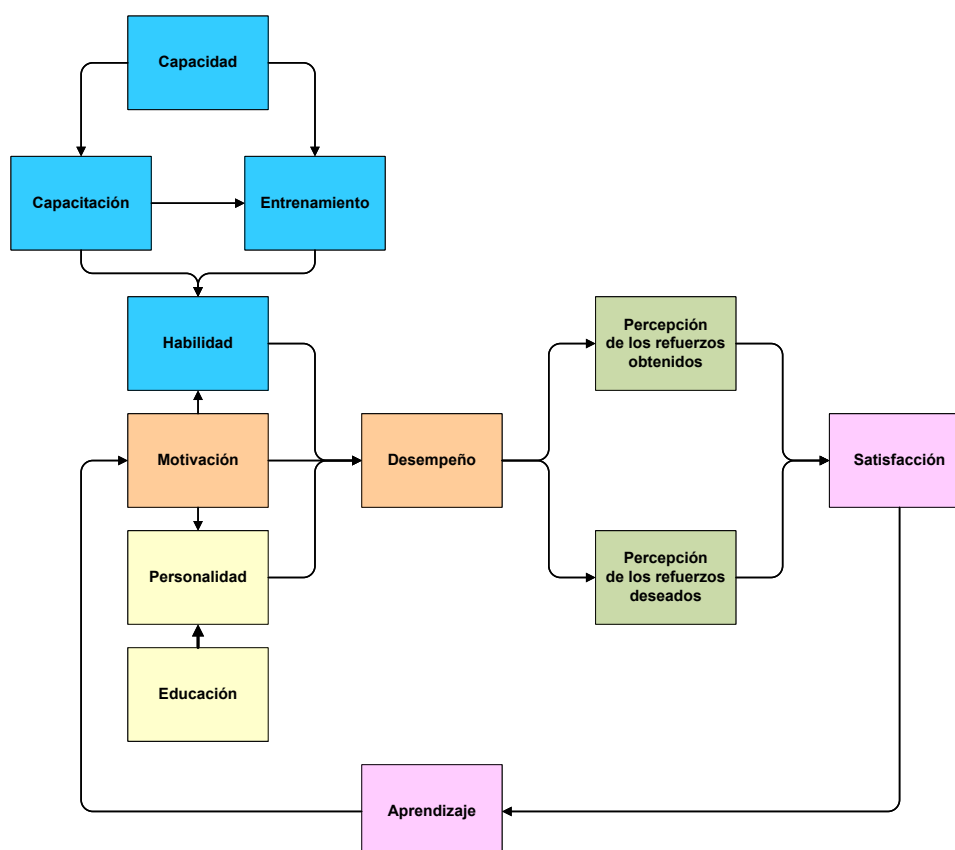 Capacidad
Capacitación
Entrenamiento
Habilidad
Percepción
de los refuerzos
obtenidos
Motivación
Desempeño
Satisfacción
Personalidad
Percepción
de los refuerzos
deseados
Educación
Aprendizaje